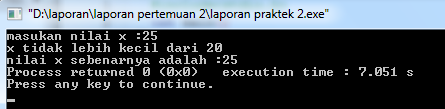 "D:\laporan\laporan pertemuan 2\laporan praktek 2.exe"
masukan nilai x :25
x tidak lebih kecil dari 20
nilai x sebenarnya adalah :25
Process returned 0 (0x0)   execution time : 7.051 s
Press any key to continue.